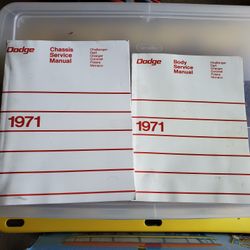 Dodge
Chassis
Service
Manual
Challenger
Dart
Charger
Coronet
Polara
Monaco
1971
Dodge
Body
Service
Manual
Challenger
Dart
Charger
Coronet
Polara
Monaco
1971